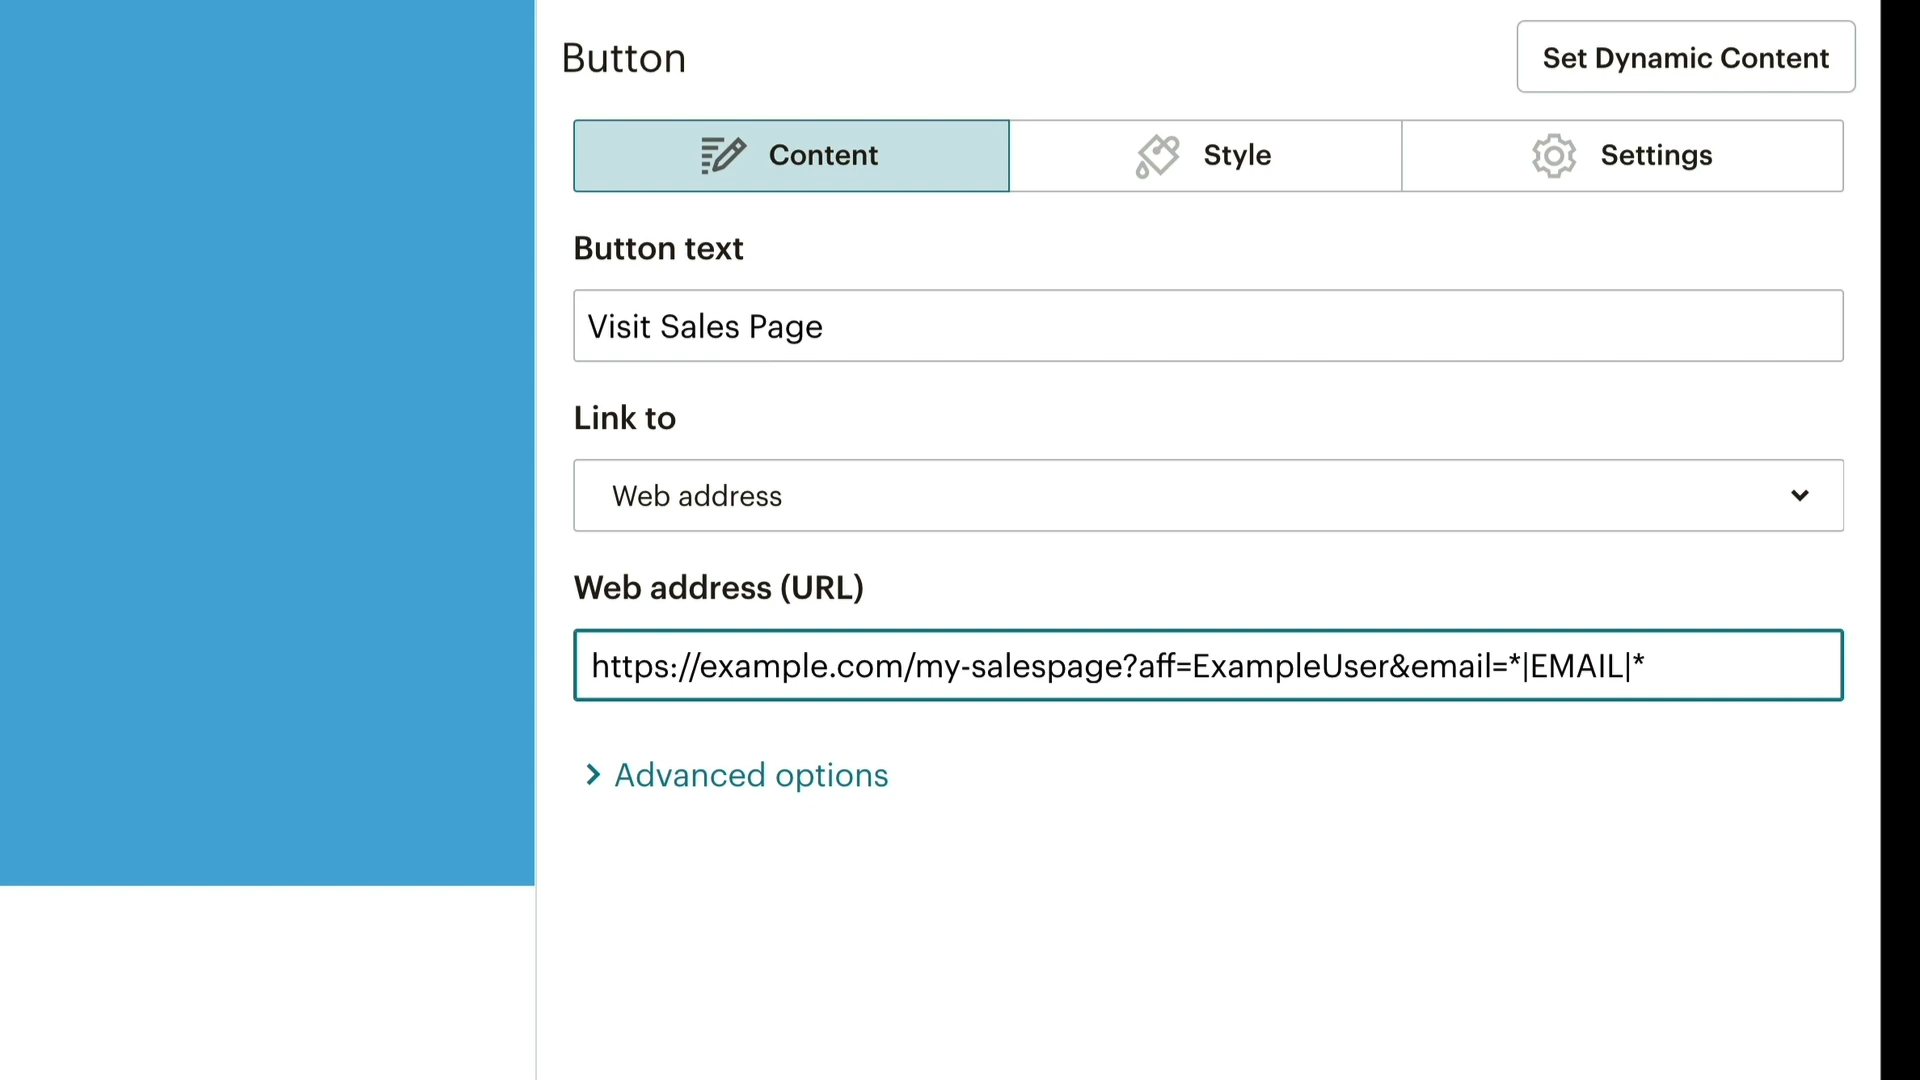 Button
Set Dynamic Content
Content
Style
Settings
Button text
Visit Sales Page
Link to
Web address
Web address (URL)
https://example.com/my-salespage?aff=ExampleUser&email=*|EMAIL|*
Advanced options